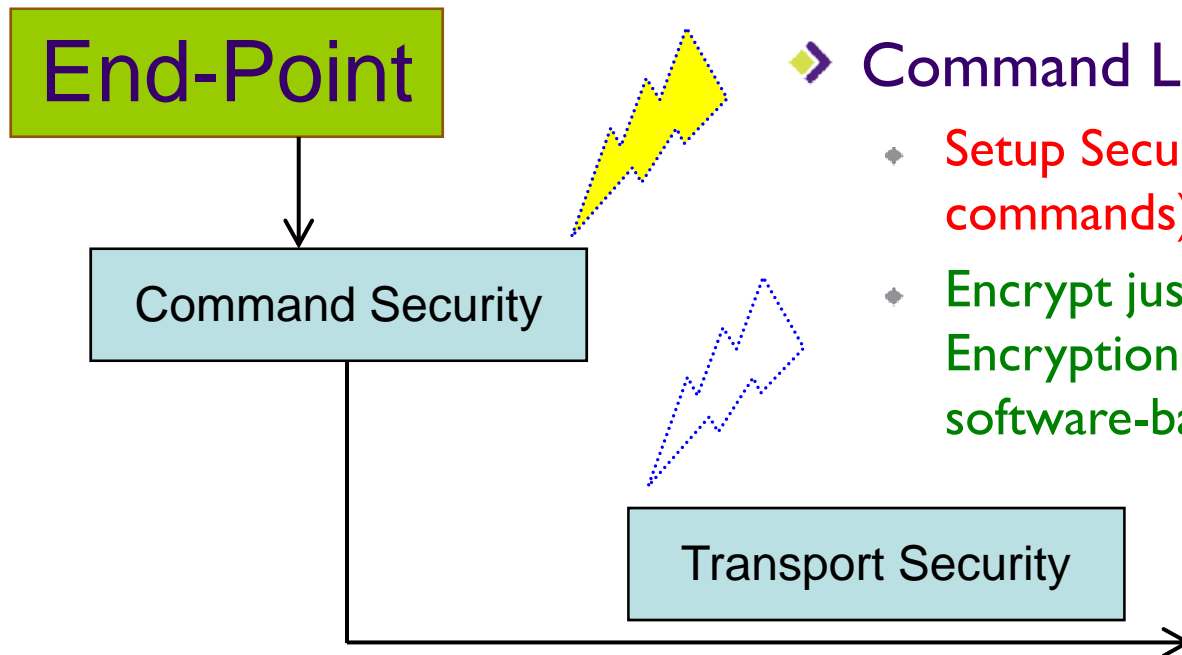 End-Point
Command Security
Transport Security
Command L
Setup Secu
commands)
Encrypt jus
Encryption
software-ba